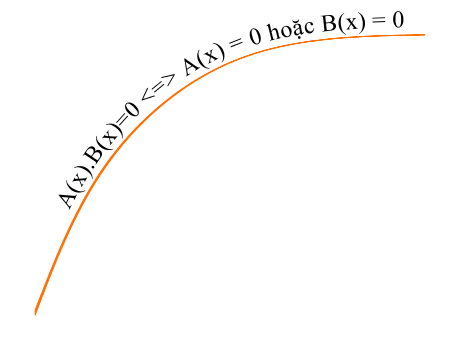 A(x).B(x)=0 <=> A(x) = 0 hoặc B(x) = 0